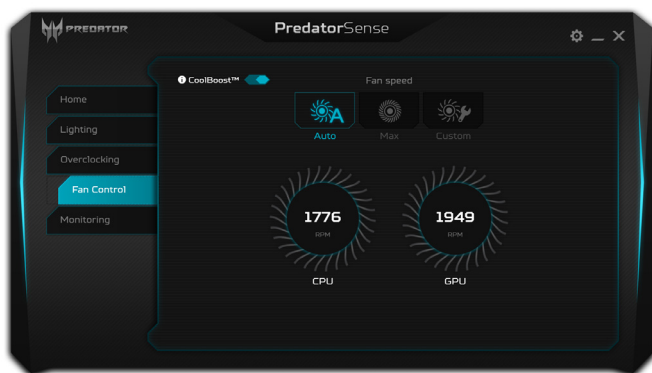 PREDATOR
PredatorSense
CoolBoost™
Fan speed
Home
Lighting
Overclocking
Fan Control
Monitoring
A
Auto
Max
Custom
1776
RPM
CPU
1949
RPM
GPU